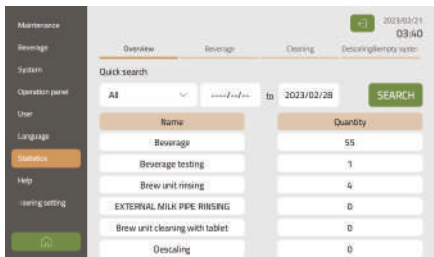 Maintenance
Beverage
System
Operation panel
User
Language
Statistics
Help
2023/02/21
03:40
Overview Beverage Cleaning Descaling&empty
Quick search
All ----/--/-- to 2023/02/28 SEARCH
Name Quantity
Beverage 55
Beverage testing 1
Brew unit rinsing 4
EXTERNAL MILK PIPE RINSING 0
Brew unit cleaning with tablet 0
Descaling 0
setting